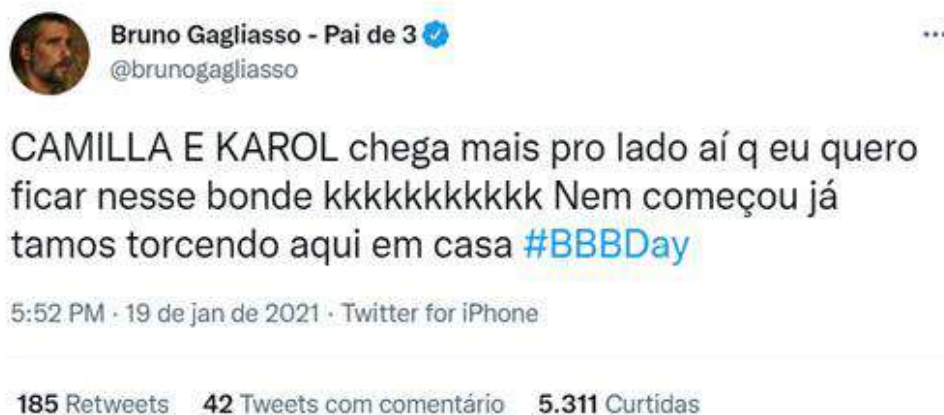 Bruno Gagliasso - Pai de 3
@brunogagliasso
CAMILLA E KAROL chega mais pro lado aí q eu quero
ficar nesse bonde kkkkkkkkkkk Nem começou já
tamos torcendo aqui em casa #BBBDay
5:52 PM · 19 de jan de 2021 · Twitter for iPhone
185 Retweets 42 Tweets com comentário 5.311 Curtidas